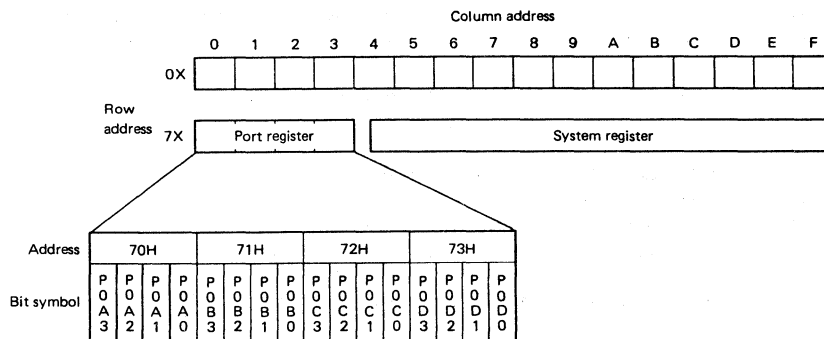 Column address
0 1 2 3 4 5 6 7 8 9 A B C D E F
0X
Row
address
7X Port register System register
Address 70H 71H 72H 73H
Bit symbol P0A3 P0A2 P0A1 P0A0 P0B3 P0B2 P0B1 P0B0 P0C3 P0C2 P0C1 P0C0 P0D3 P0D2 P0D1 P0D0